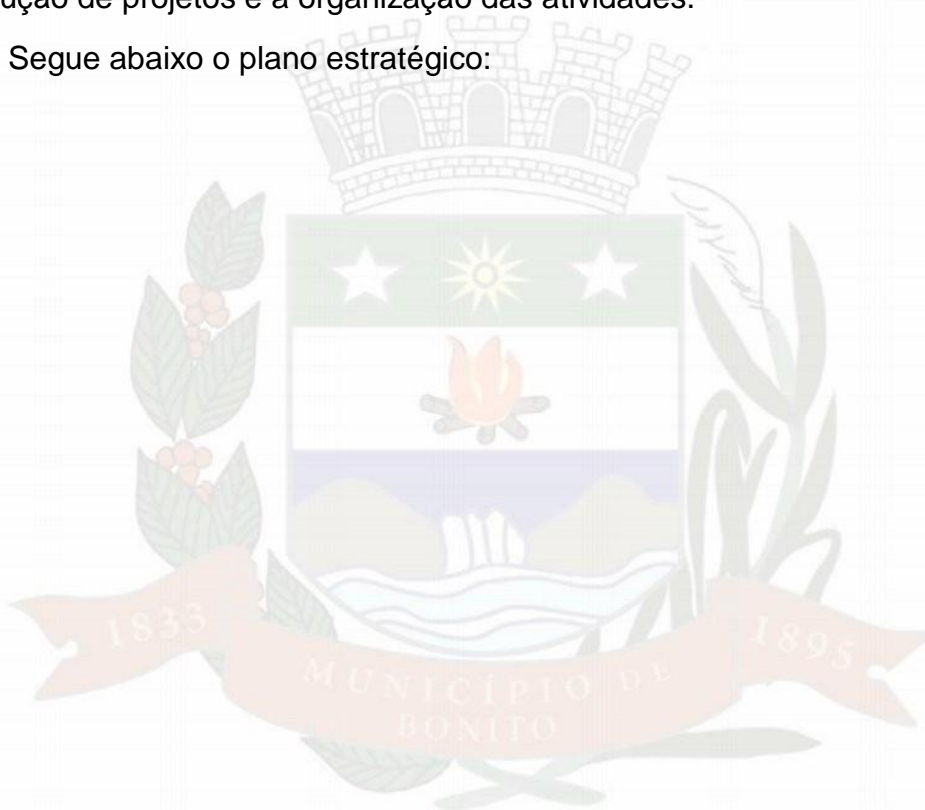 ução de projetos e a organização das atividades.
Segue abaixo o plano estratégico:
1833
1895
MUNICÍPIO DE
BONITO